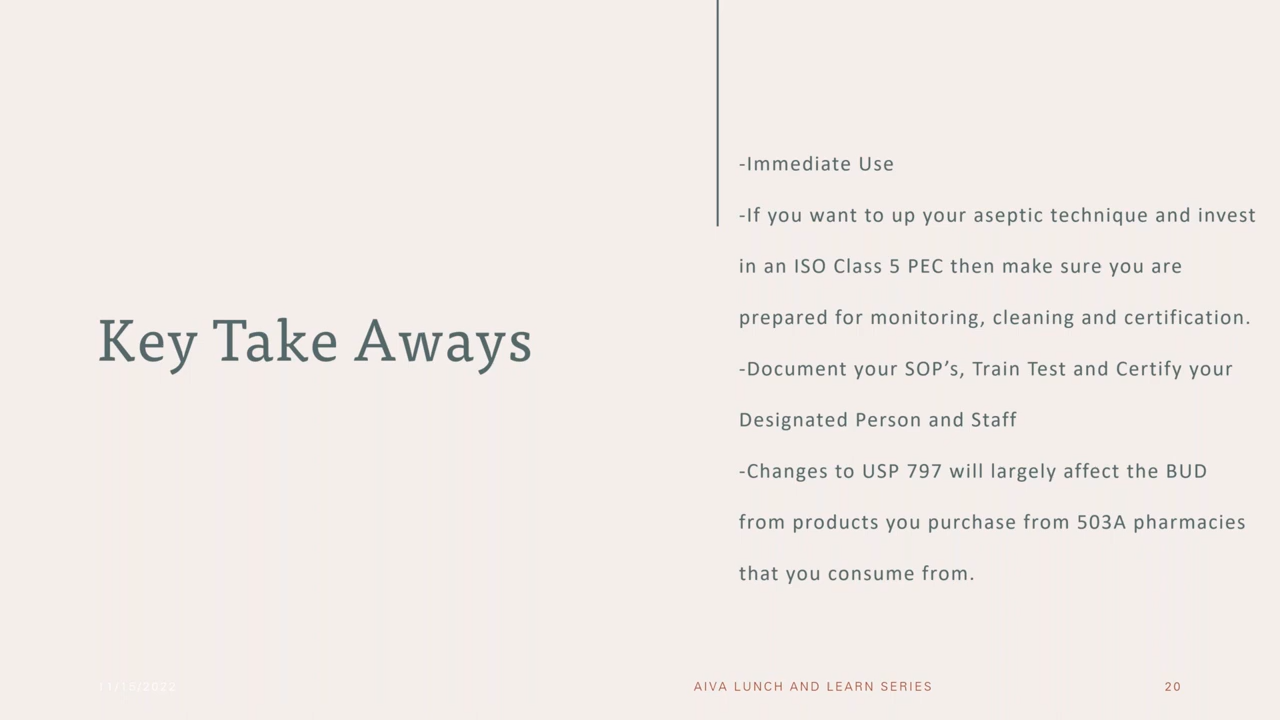 Key Take Aways
-Immediate Use
-If you want to up your aseptic technique and invest
in an ISO Class 5 PEC then make sure you are
prepared for monitoring, cleaning and certification.
-Document your SOP’s, Train Test and Certify your
Designated Person and Staff
-Changes to USP 797 will largely affect the BUD
from products you purchase from 503A pharmacies
that you consume from.
11/15/2022
AIVA LUNCH AND LEARN SERIES
20